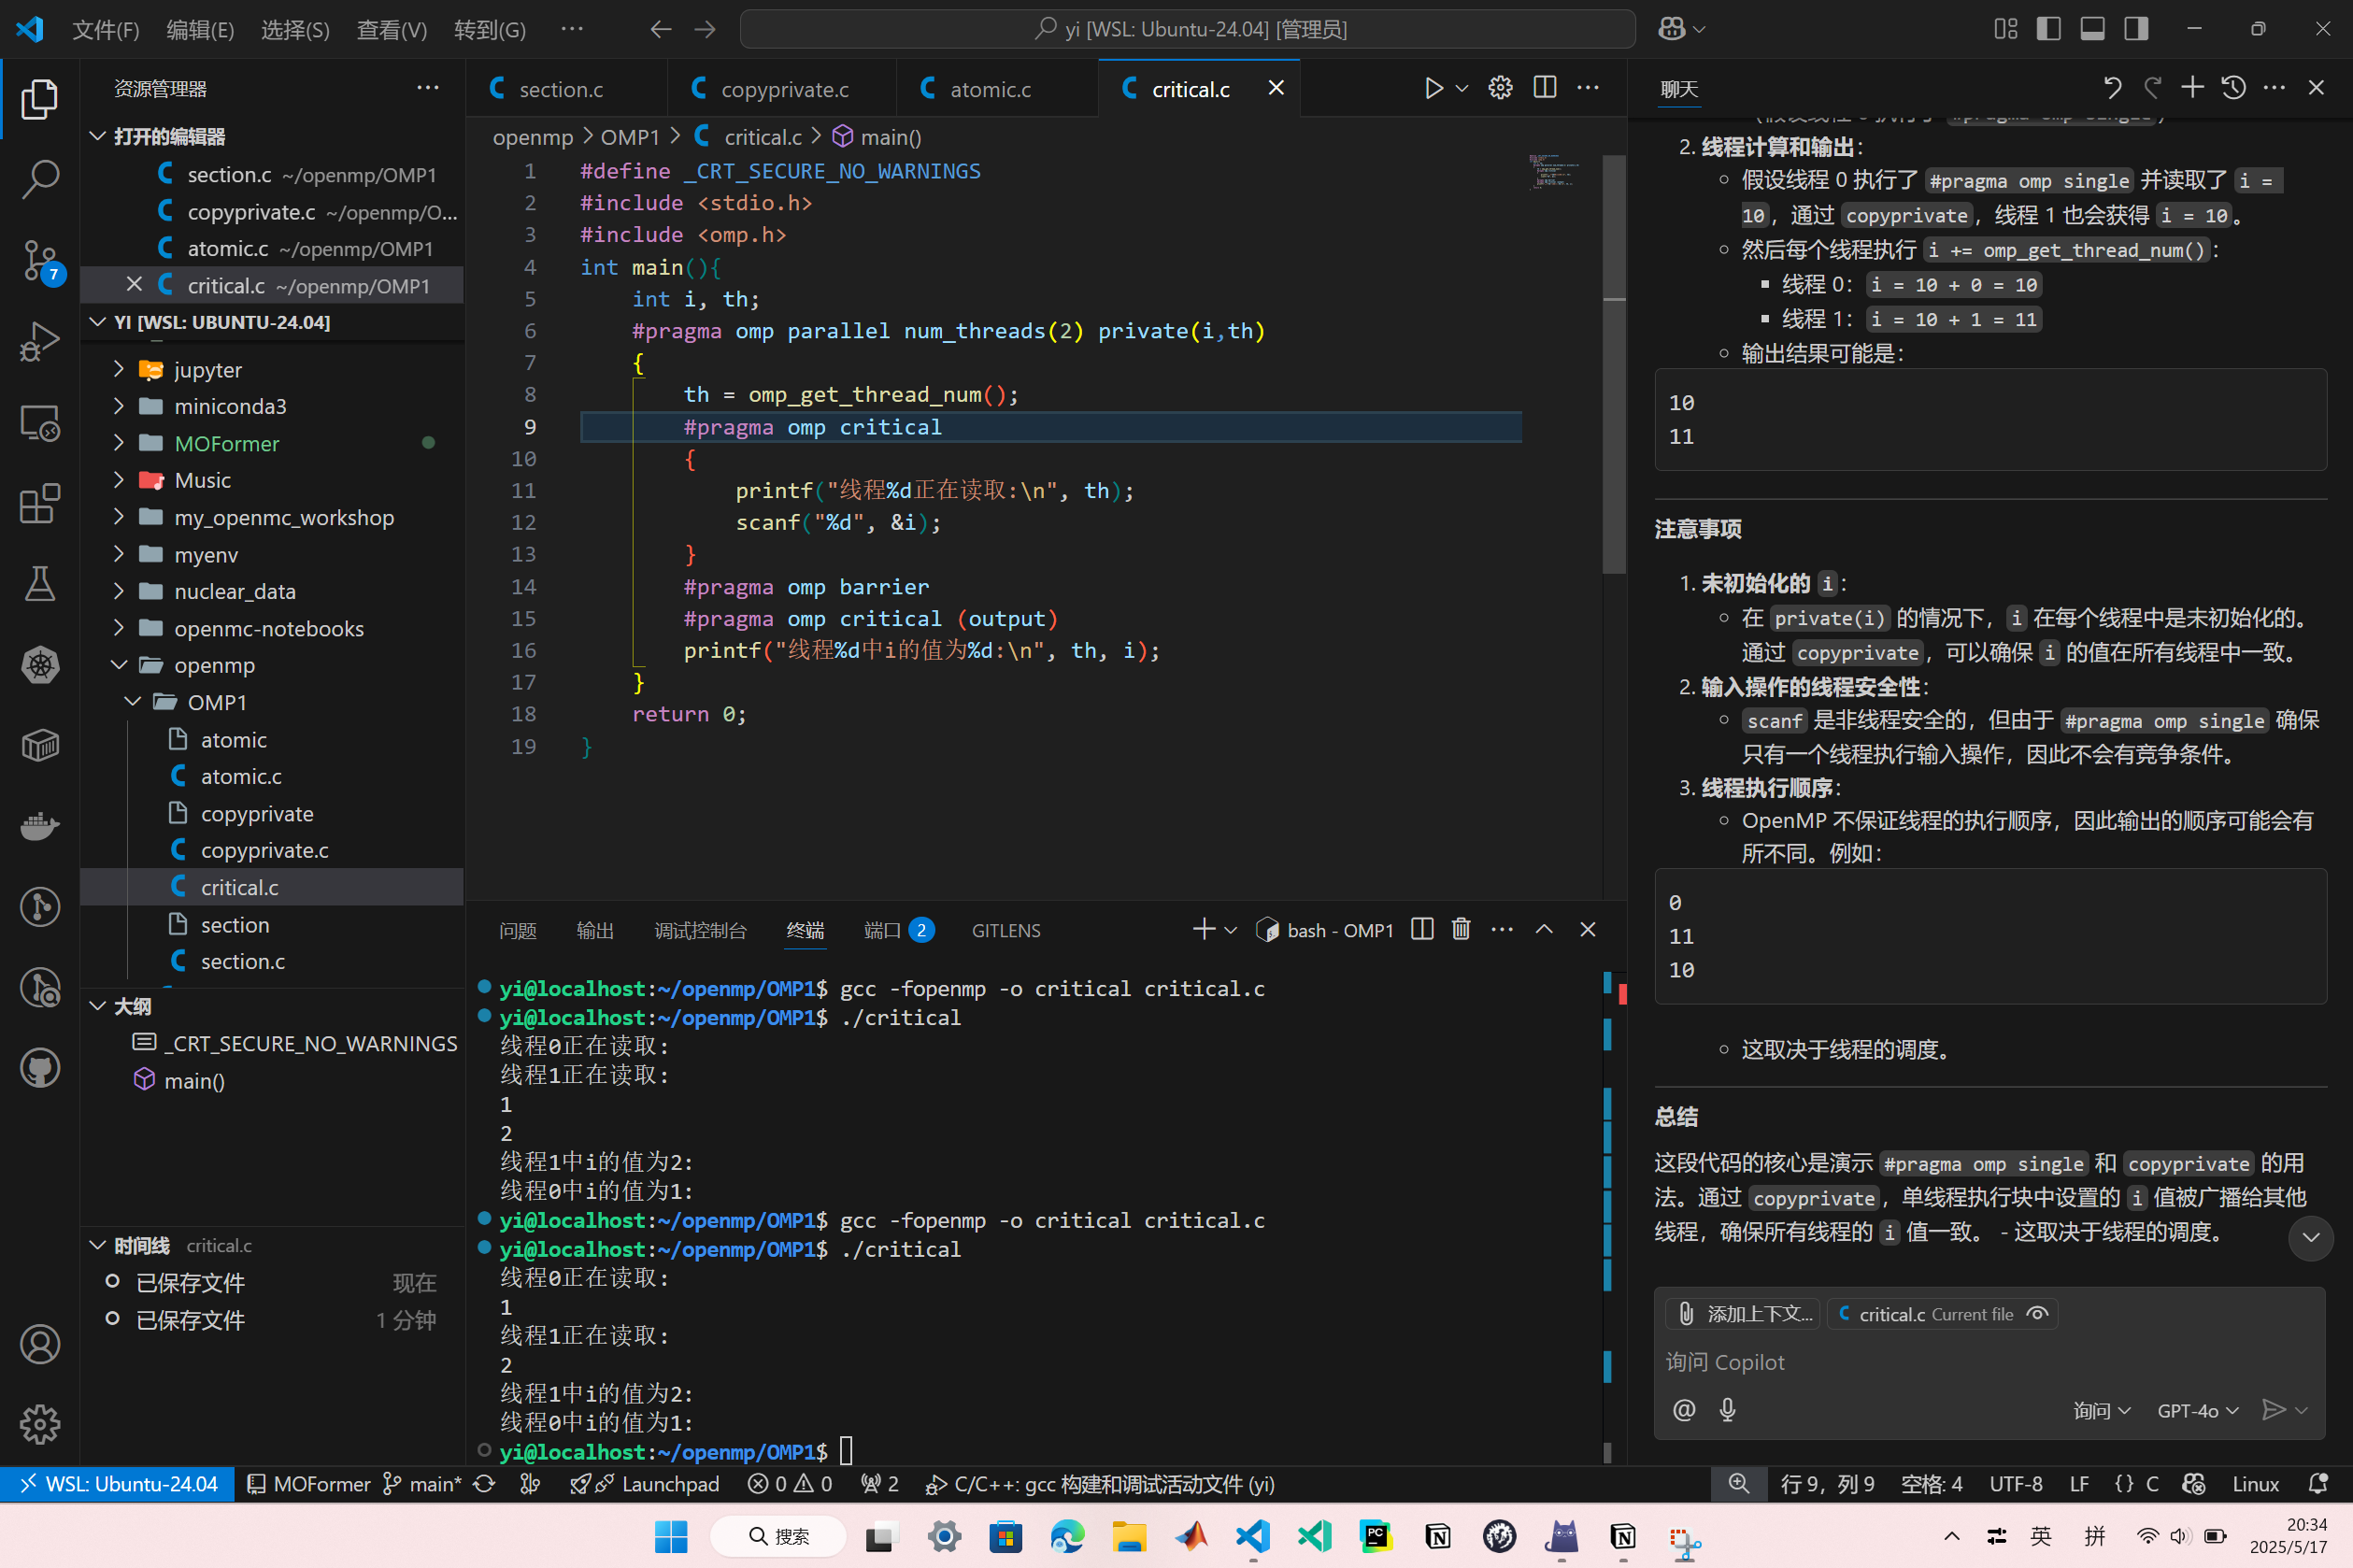 文件(F) 编辑(E) 选择(S) 查看(V) 转到(G) ···
yi [WSL: Ubuntu-24.04] [管理员]
资源管理器
打开的编辑器
section.c ~/openmp/OMP1
copyprivate.c ~/openmp/O...
atomic.c ~/openmp/OMP1
critical.c ~/openmp/OMP1
YI [WSL: UBUNTU-24.04]
jupyter
miniconda3
MOFormer
Music
my_openmc_workshop
myenv
nuclear_data
openmc-notebooks
openmp
OMP1
atomic
atomic.c
copyprivate
copyprivate.c
critical.c
section
section.c
大纲
_CRT_SECURE_NO_WARNINGS
main()
时间线 critical.c
已保存文件 现在
已保存文件 1 分钟
7
section.c copyprivate.c atomic.c critical.c
openmp > OMP1 > critical.c > main()
1 #define _CRT_SECURE_NO_WARNINGS
2 #include <stdio.h>
3 #include <omp.h>
4 int main(){
5 int i, th;
6 #pragma omp parallel num_threads(2) private(i,th)
7 {
8 th = omp_get_thread_num();
9 #pragma omp critical
10 {
11 printf("线程%d正在读取:\n", th);
12 scanf("%d", &i);
13 }
14 #pragma omp barrier
15 #pragma omp critical (output)
16 printf("线程%d中i的值为%d:\n", th, i);
17 }
18 return 0;
19 }
问题 输出 调试控制台 终端 端口 2 GITLENS
bash - OMP1
yi@localhost:~/openmp/OMP1$ gcc -fopenmp -o critical critical.c
yi@localhost:~/openmp/OMP1$ ./critical
线程0正在读取:
线程1正在读取:
1
2
线程1中i的值为2:
线程0中i的值为1:
yi@localhost:~/openmp/OMP1$ gcc -fopenmp -o critical critical.c
yi@localhost:~/openmp/OMP1$ ./critical
线程0正在读取:
1
线程1正在读取:
2
线程1中i的值为2:
线程0中i的值为1:
yi@localhost:~/openmp/OMP1$
聊天
2. 线程计算和输出：
假设线程 0 执行了 #pragma omp single 并读取了 i =
10，通过 copyprivate，线程 1 也会获得 i = 10。
然后每个线程执行 i += omp_get_thread_num()：
线程 0：i = 10 + 0 = 10
线程 1：i = 10 + 1 = 11
输出结果可能是：
10
11
注意事项
1. 未初始化的 i：
在 private(i) 的情况下，i 在每个线程中是未初始化的。
通过 copyprivate，可以确保 i 的值在所有线程中一致。
2. 输入操作的线程安全性：
scanf 是非线程安全的，但由于 #pragma omp single 确保
只有一个线程执行输入操作，因此不会有竞争条件。
3. 线程执行顺序：
OpenMP 不保证线程的执行顺序，因此输出的顺序可能会有
所不同。例如：
0
11
10
这取决于线程的调度。
总结
这段代码的核心是演示 #pragma omp single 和 copyprivate 的用
法。通过 copyprivate，单线程执行块中设置的 i 值被广播给其他
线程，确保所有线程的 i 值一致。 - 这取决于线程的调度。
添加上下文... critical.c Current file
询问 Copilot
@ 询问 GPT-4o
WSL: Ubuntu-24.04 MOFormer main* Launchpad 0 0 2 C/C++: gcc 构建和调试活动文件 (yi)
行 9，列 9 空格: 4 UTF-8 LF {} C Linux
搜索
PC
英 拼
20:34
2025/5/17